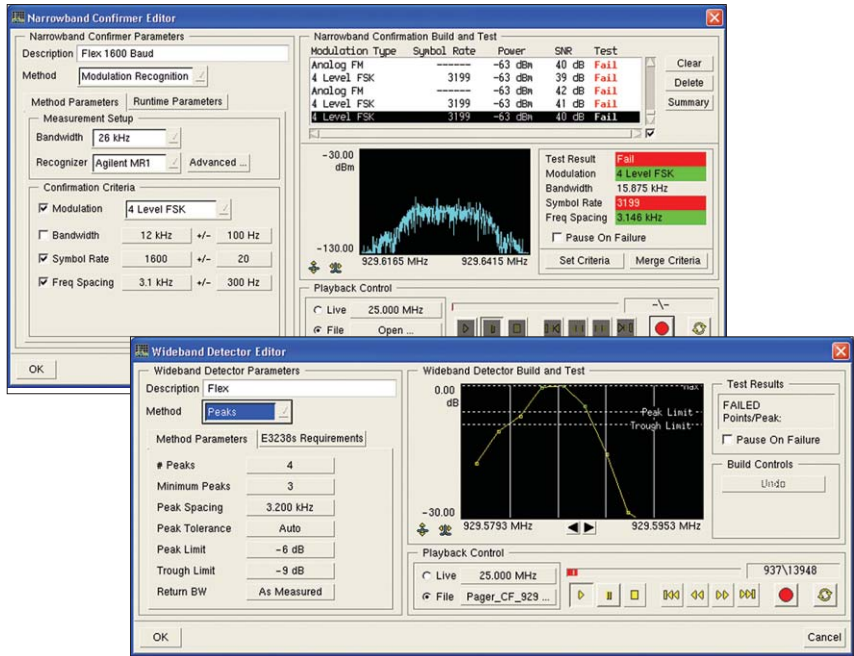 Narrowband Confirmer Editor
Narrowband Confirmer Parameters
Description Flex 1600 Baud
Method Modulation Recognition
Method Parameters Runtime Parameters
Measurement Setup
Bandwidth 26 kHz
Recognizer Agilent MR1 Advanced ...
Confirmation Criteria
Modulation 4 Level FSK
Bandwidth 12 kHz +/- 100 Hz
Symbol Rate 1600 +/- 20
Freq Spacing 3.1 kHz +/- 300 Hz
OK
Narrowband Confirmation Build and Test
Modulation Type Symbol Rate Power SNR Test
Analog FM ------ -63 dBm 40 dB Fail
4 Level FSK 3199 -63 dBm 39 dB Fail
Analog FM ------ -63 dBm 42 dB Fail
4 Level FSK 3199 -63 dBm 41 dB Fail
4 Level FSK 3199 -63 dBm 40 dB Fail
Clear
Delete
Summary
-30.00
dBm
-130.00
929.6165 MHz 929.6415 MHz
Test Result Fail
Modulation 4 Level FSK
Bandwidth 15.875 kHz
Symbol Rate 3199
Freq Spacing 3.146 kHz
Pause On Failure
Set Criteria Merge Criteria
Playback Control
Live 25.000 MHz -\-
File Open ...
Wideband Detector Editor
Wideband Detector Parameters
Description Flex
Method Peaks
Method Parameters E3238s Requirements
# Peaks 4
Minimum Peaks 3
Peak Spacing 3.200 kHz
Peak Tolerance Auto
Peak Limit -6 dB
Trough Limit -9 dB
Return BW As Measured
Wideband Detector Build and Test
0.00
dB
Max
Peak Limit
Trough Limit
-30.00
929.5793 MHz 929.5953 MHz
Test Results
FAILED
Points/Peak:
Pause On Failure
Build Controls
Undo
Playback Control
Live 25.000 MHz 937\13948
File Pager_CF_929 ...
OK Cancel